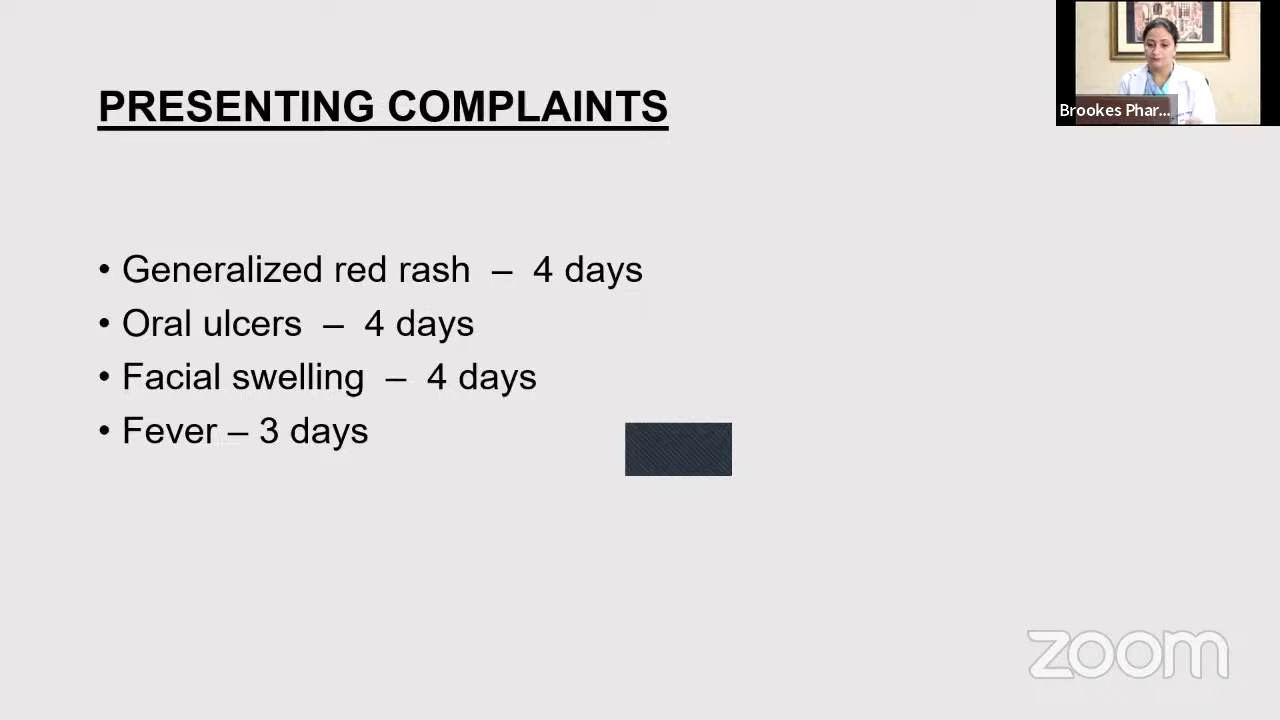 PRESENTING COMPLAINTS
Brookes Phar...
• Generalized red rash – 4 days
• Oral ulcers – 4 days
• Facial swelling – 4 days
• Fever – 3 days
zoom